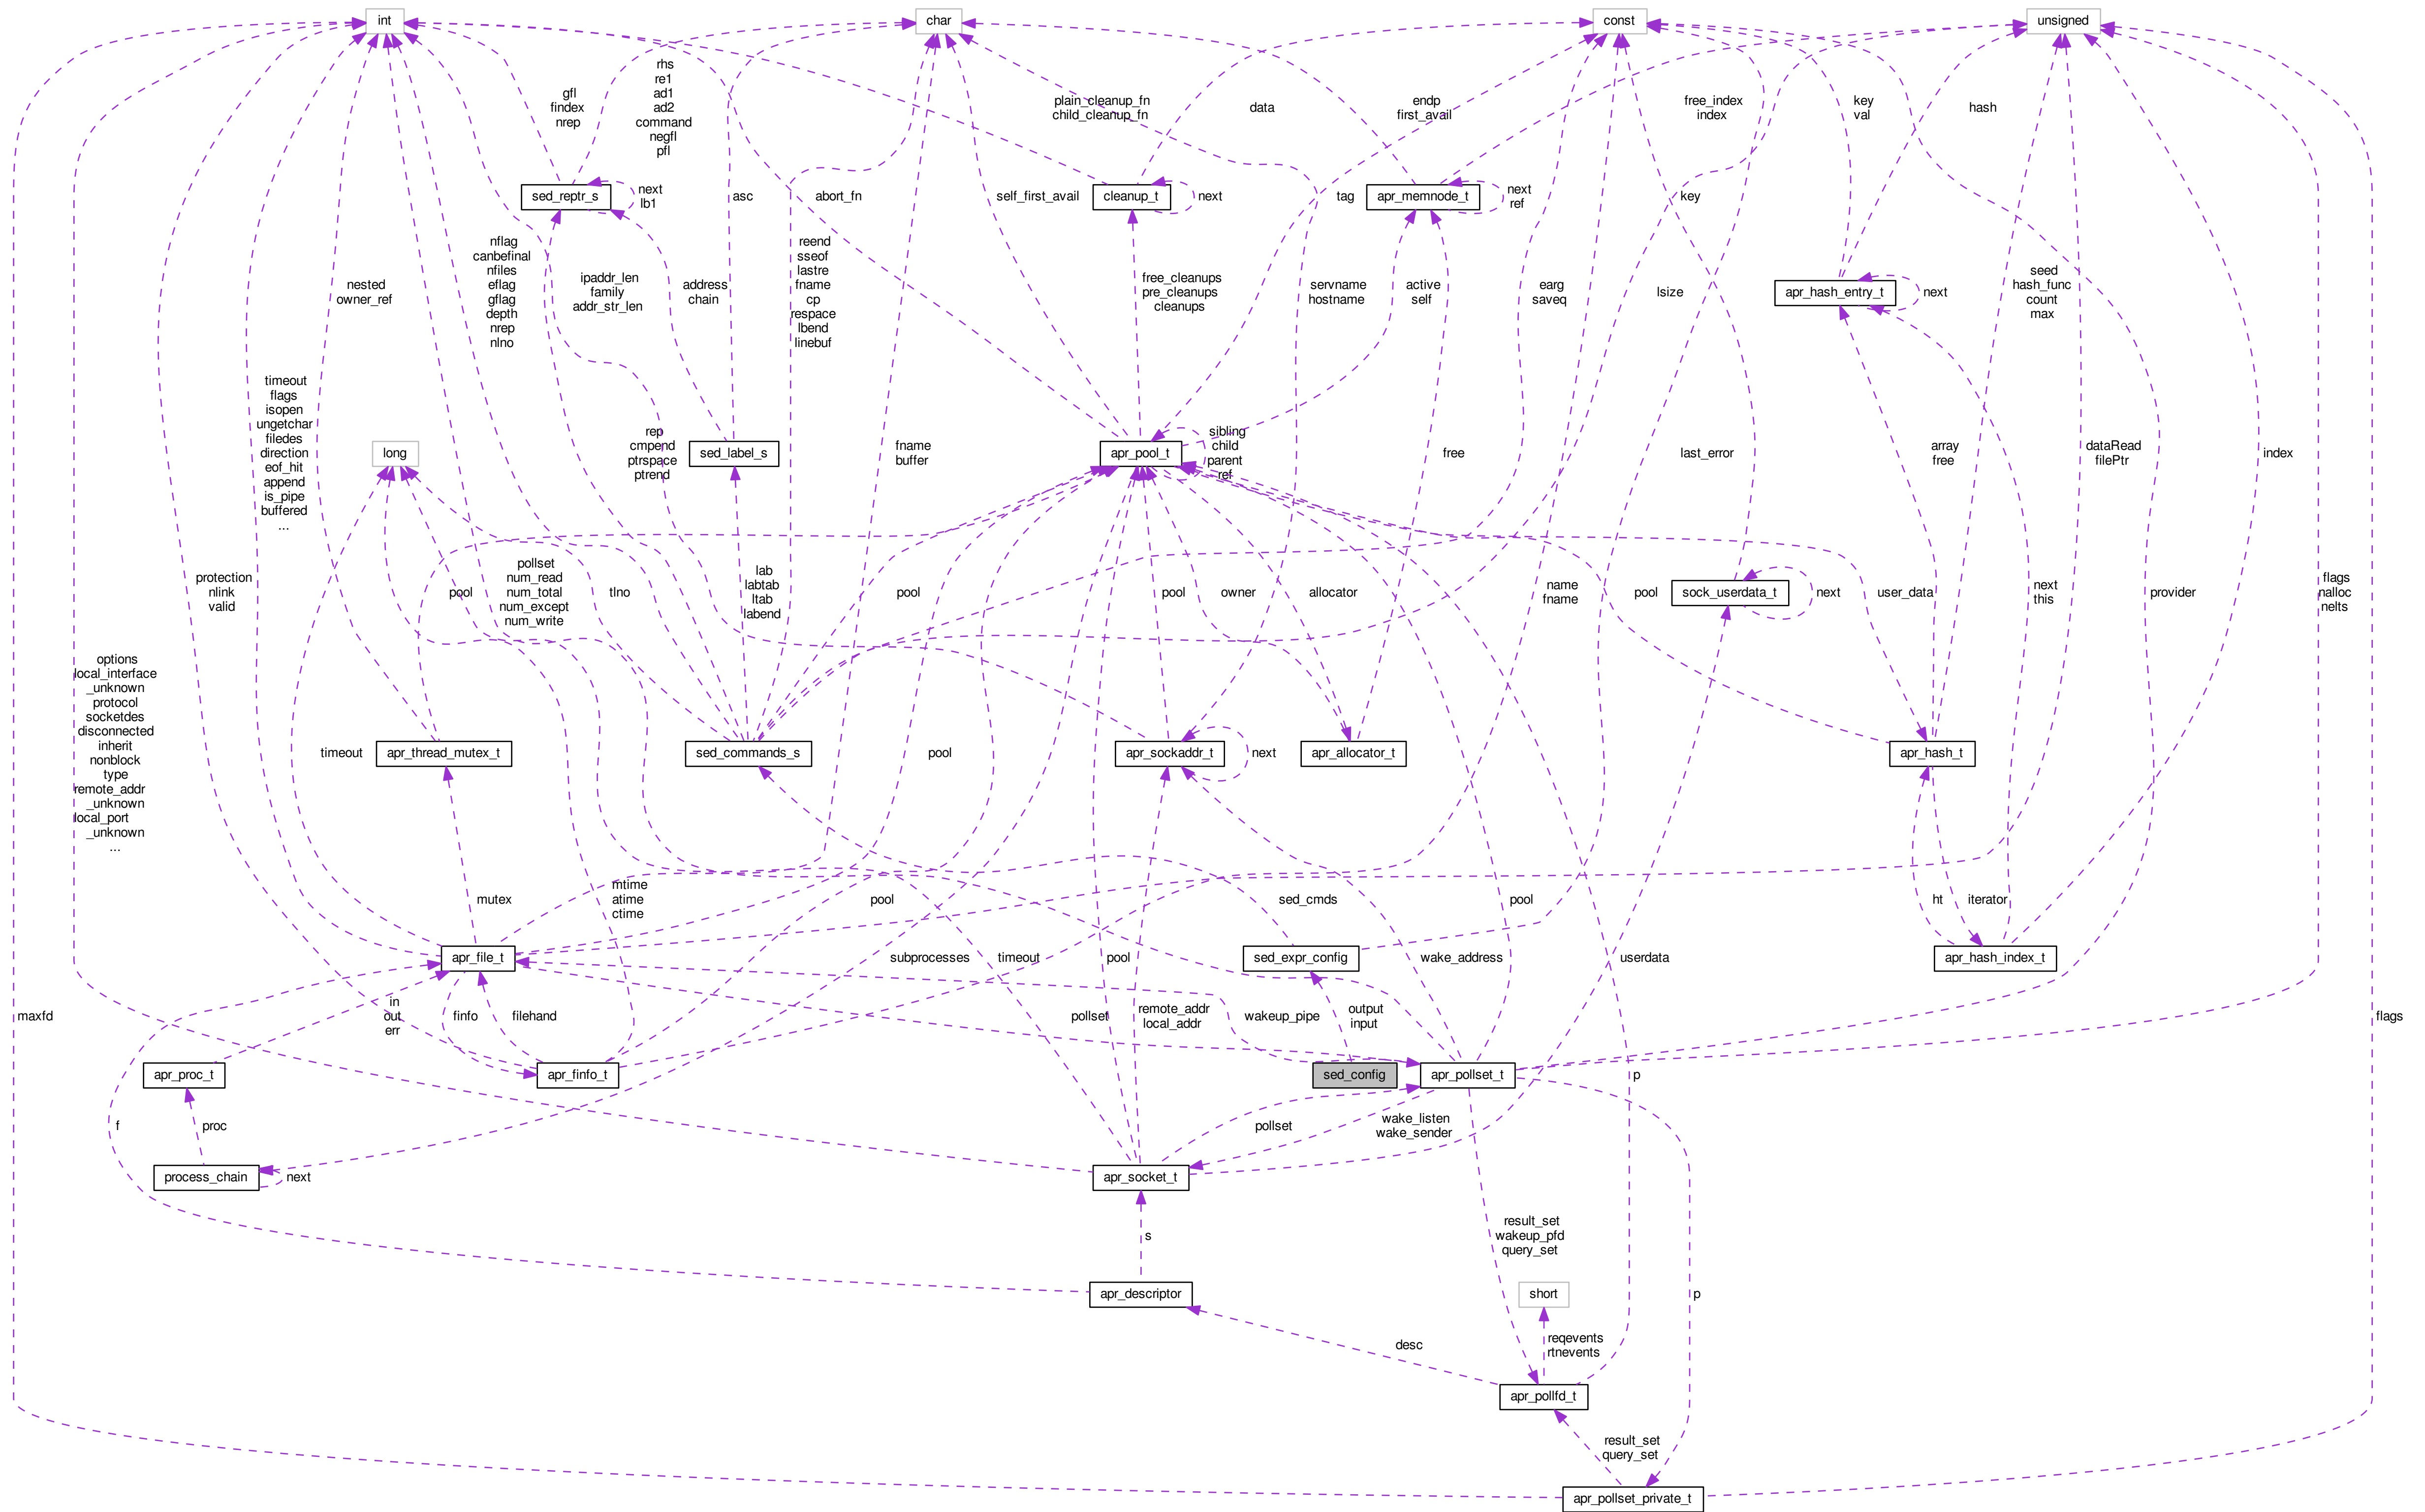 int
char
const
unsigned
rhs
re1
ad1
ad2
command
negfl
pfl
gfl
findex
nrep
plain_cleanup_fn
child_cleanup_fn
data
endp
first_avail
free_index
index
key
val
hash
sed_reptr_s
next
lb1
asc
abort_fn
self_first_avail
cleanup_t
next
tag
apr_memnode_t
next
ref
key
nflag
canbefinal
nfiles
eflag
gflag
depth
nrep
nlno
nested
owner_ref
ipaddr_len
family
addr_str_len
address
chain
reend
sseof
lastre
fname
cp
respace
lbend
linebuf
free_cleanups
pre_cleanups
cleanups
servname
hostname
active
self
earg
saveq
lsize
apr_hash_entry_t
next
seed
hash_func
count
max
timeout
flags
isopen
ungetchar
filedes
direction
eof_hit
append
is_pipe
buffered
...
long
rep
cmpend
ptrspace
ptrend
sed_label_s
fname
buffer
apr_pool_t
sibling
child
parent
ref
free
last_error
array
free
dataRead
filePtr
index
protection
nlink
valid
pool
pollset
num_read
num_total
num_except
num_write
tlno
lab
labtab
ltab
labend
pool
pool
owner
allocator
name
fname
pool
sock_userdata_t
next
user_data
next
this
provider
flags
nalloc
nelts
options
local_interface
_unknown
protocol
socketdes
disconnected
inherit
nonblock
type
remote_addr
_unknown
local_port
_unknown
...
timeout
apr_thread_mutex_t
sed_commands_s
pool
apr_sockaddr_t
next
apr_allocator_t
apr_hash_t
mutex
mtime
atime
ctime
pool
sed_cmds
pool
ht
iterator
apr_file_t
subprocesses
timeout
pool
sed_expr_config
wake_address
userdata
apr_hash_index_t
maxfd
in
out
err
finfo
filehand
pollset
remote_addr
local_addr
wakeup_pipe
output
input
flags
apr_proc_t
apr_finfo_t
sed_config
apr_pollset_t
p
f
proc
pollset
wake_listen
wake_sender
process_chain
next
apr_socket_t
s
result_set
wakeup_pfd
query_set
apr_descriptor
short
p
desc
reqevents
rtnevents
apr_pollfd_t
result_set
query_set
apr_pollset_private_t